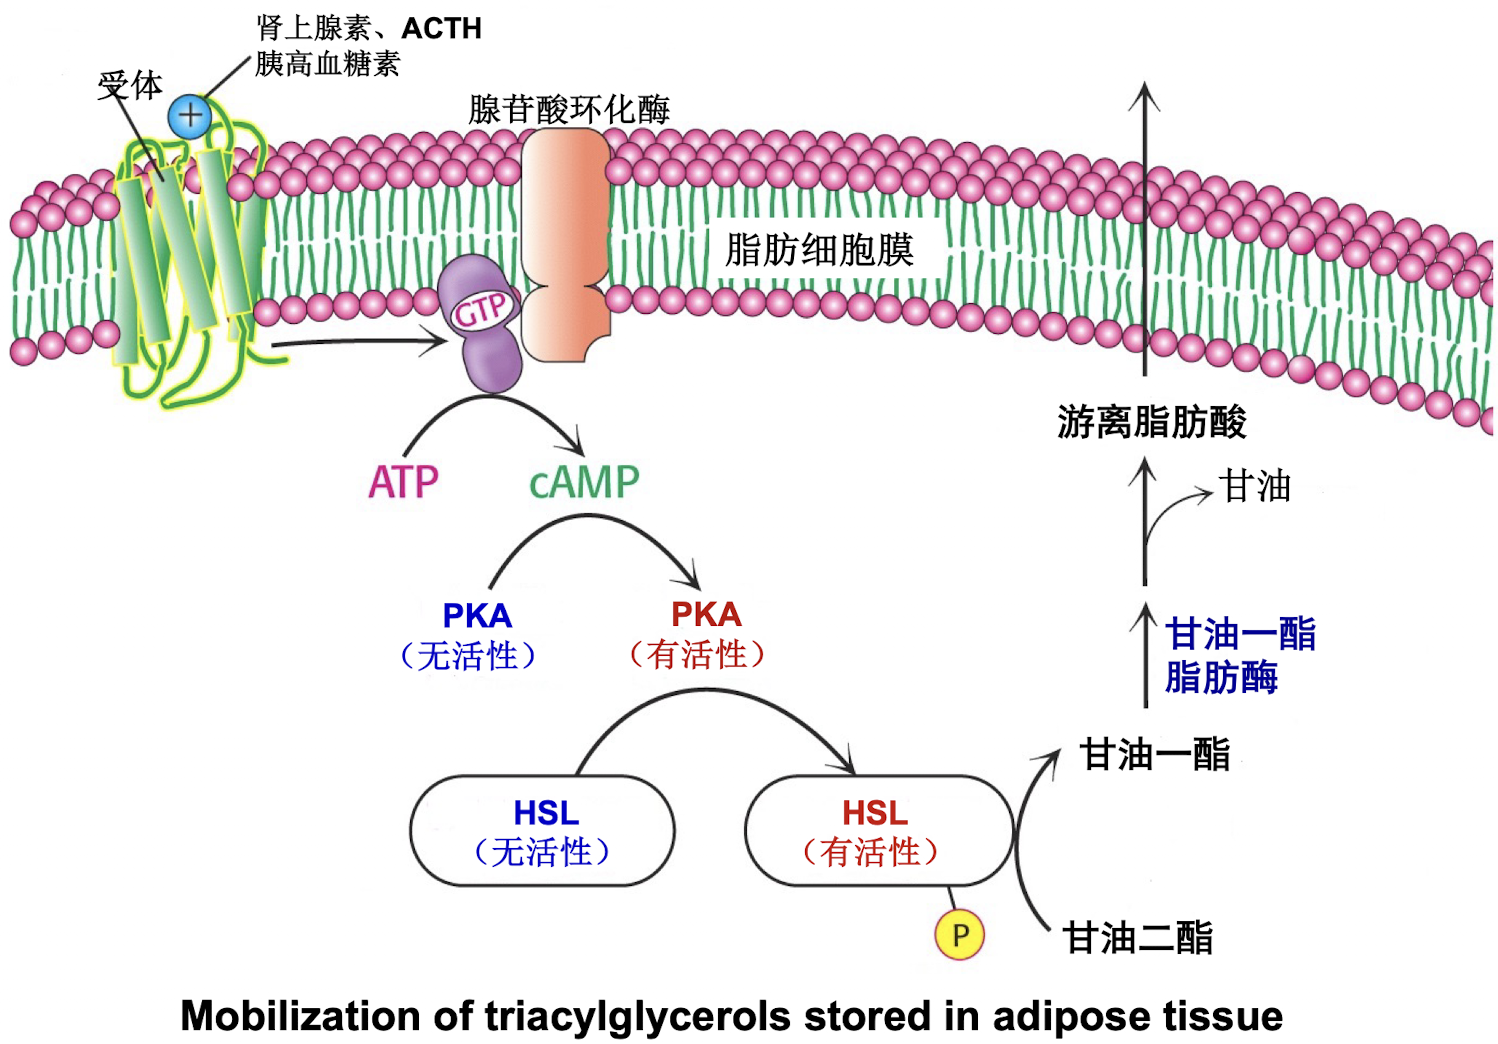 肾上腺素、ACTH
胰高血糖素
受体
腺苷酸环化酶
脂肪细胞膜
GTP
ATP
cAMP
游离脂肪酸
甘油
PKA
（无活性）
PKA
（有活性）
甘油一酯
脂肪酶
甘油一酯
HSL
（无活性）
HSL
（有活性）
P
甘油二酯
Mobilization of triacylglycerols stored in adipose tissue